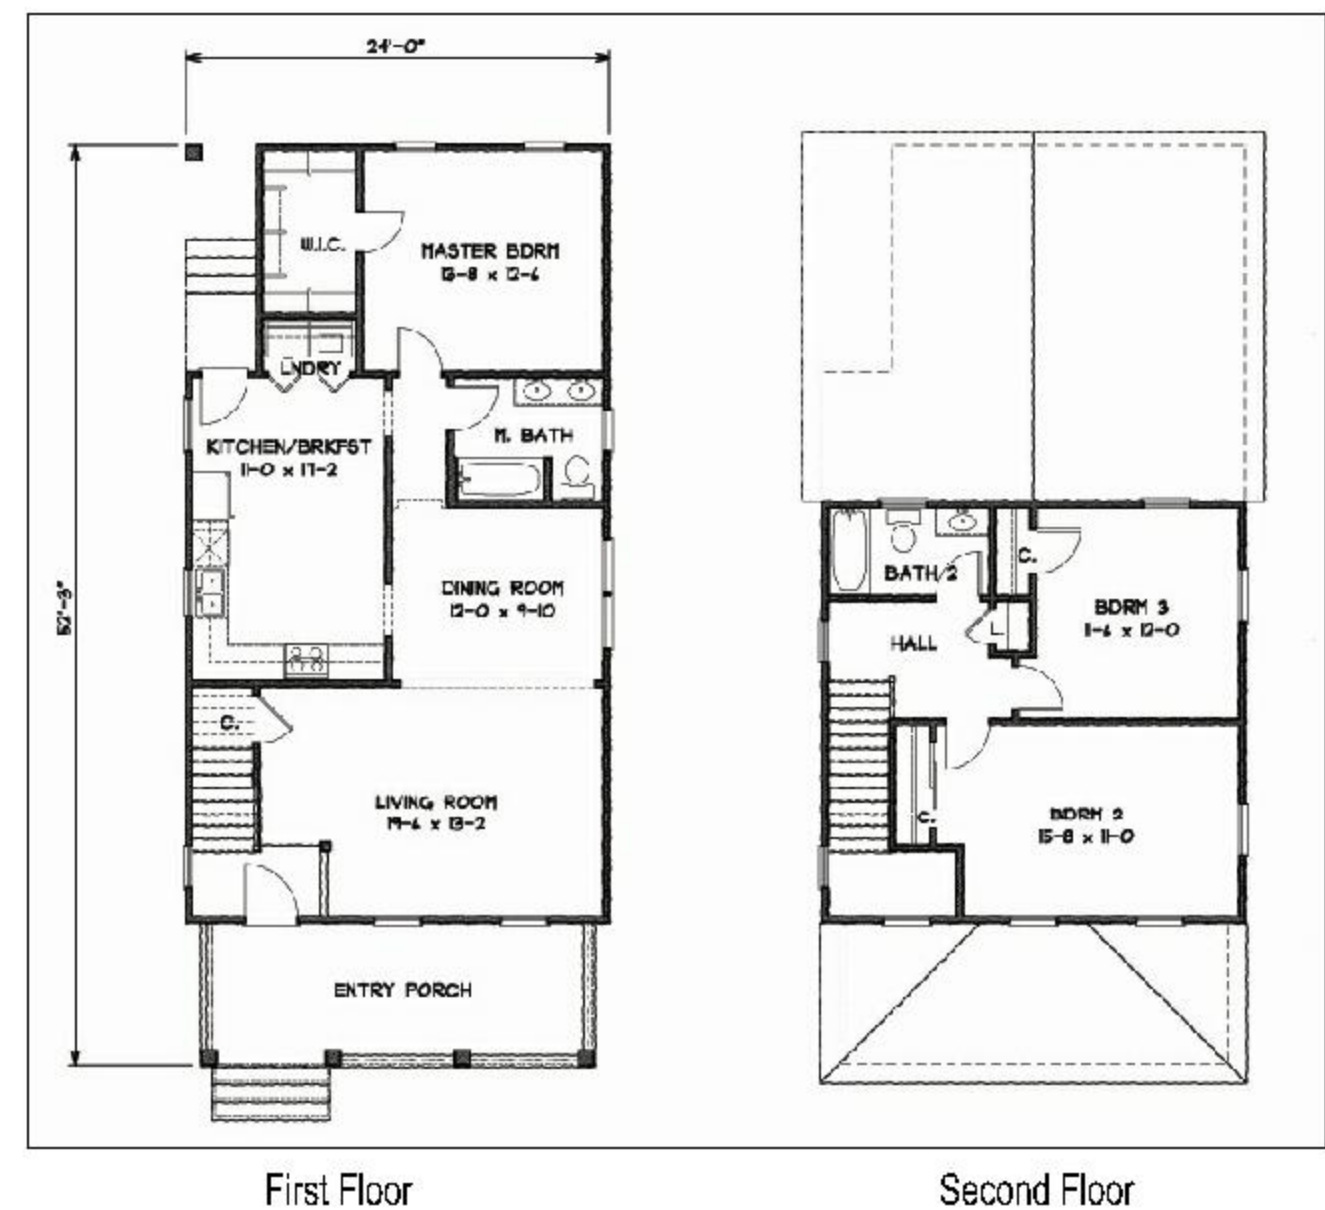 24'-0"
52'-3"
W.I.C.
MASTER BDRM
13-8 x 12-6
LNDRY
KITCHEN/BRKFST
11-0 x 17-2
M. BATH
DINING ROOM
12-0 x 9-10
C.
LIVING ROOM
19-6 x 13-2
ENTRY PORCH
First Floor
BATH 2
C.
BDRM 3
11-6 x 12-0
L.
HALL
BDRM 2
15-8 x 11-0
C.
Second Floor